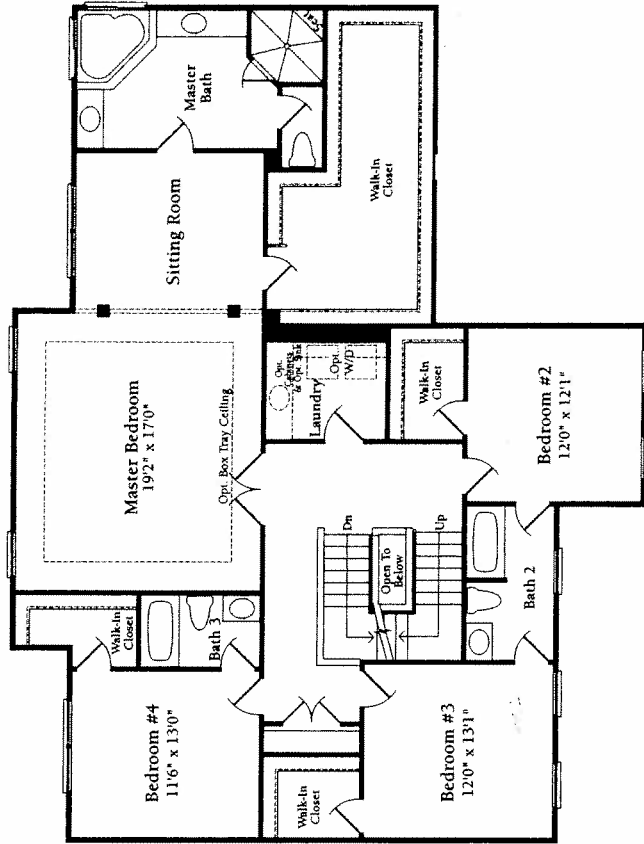 Seat
Master
Bath
Walk-In
Closet
Sitting Room
Master Bedroom
19'2" x 17'0"
Opt. Box Tray Ceiling
Opt.
& Opt. Sink
Laundry
Opt.
W/D
Walk-In
Closet
Bedroom #2
12'0" x 12'1"
Dn
Up
Open To
Below
Bath 2
Walk-In
Closet
Bath 3
Bedroom #4
11'6" x 13'0"
Walk-In
Closet
Bedroom #3
12'0" x 13'1"